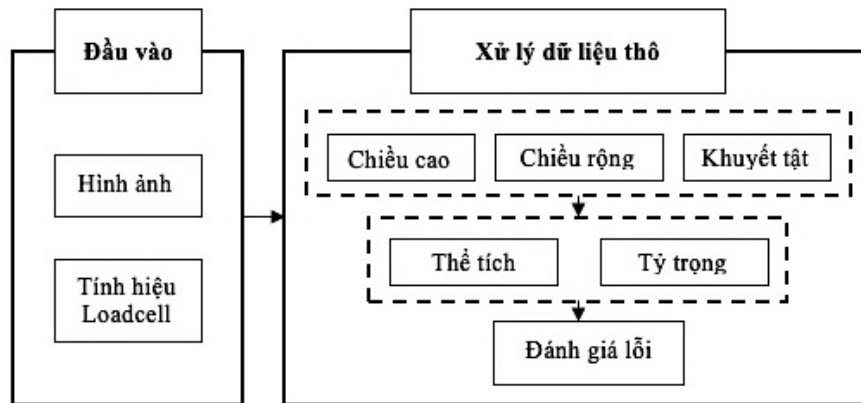 Đầu vào
Xử lý dữ liệu thô
Hình ảnh
Tính hiệu
Loadcell
Chiều cao
Chiều rộng
Khuyết tật
Thể tích
Tỷ trọng
Đánh giá lỗi